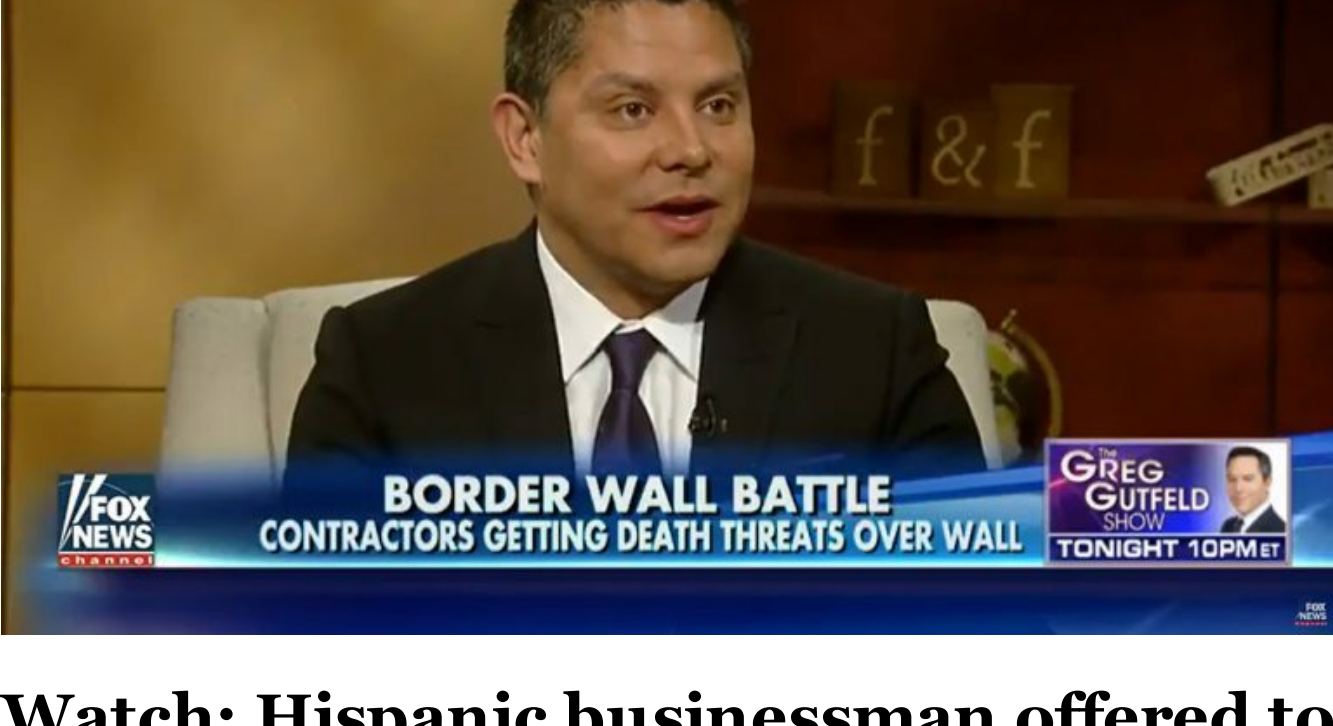 f & f
FOX
NEWS
channel
BORDER WALL BATTLE
CONTRACTORS GETTING DEATH THREATS OVER WALL
The
GREG
GUTFELD
SHOW
TONIGHT 10PM ET
FOX
NEWS
channel
Watch: Hispanic businessman offered to